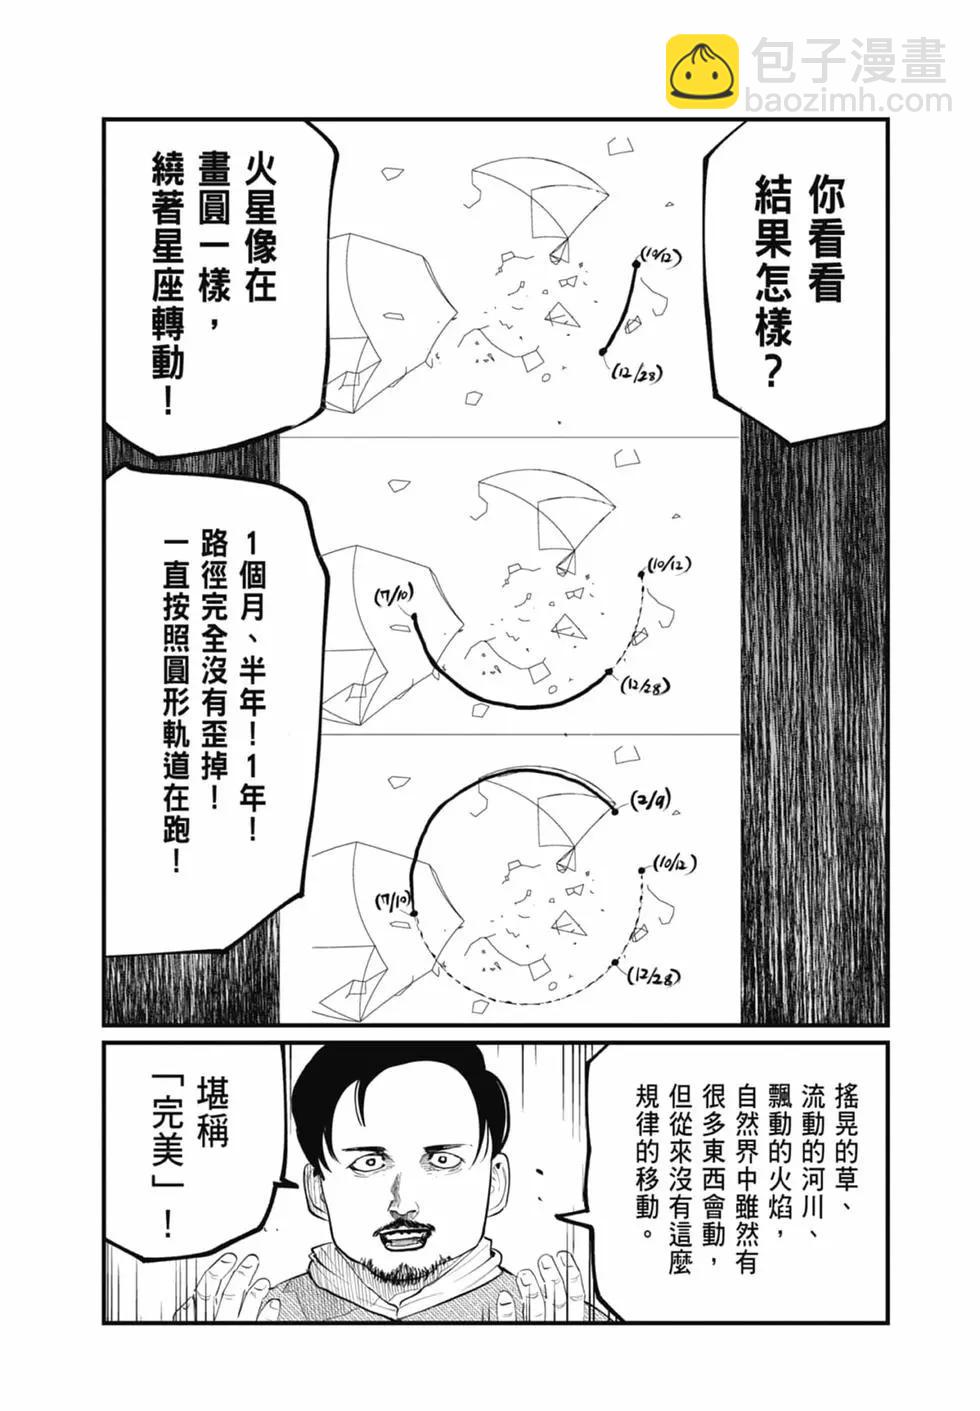 包子漫畫
baozimh.com
你看看
結果怎樣？
火星像在
畫圓一樣，
繞著星座轉動！
(10/12)
(12/28)
1個月、半年！1年！
路徑完全沒有歪掉！
一直按照圓形軌道在跑！
(7/10)
(10/12)
(12/28)
(2/9)
(10/12)
(7/10)
(12/28)
搖晃的草、
流動的河川、
飄動的火焰，
自然界中雖然有
很多東西會動，
但從來沒有這麼
規律的移動。
堪稱
「完美」！